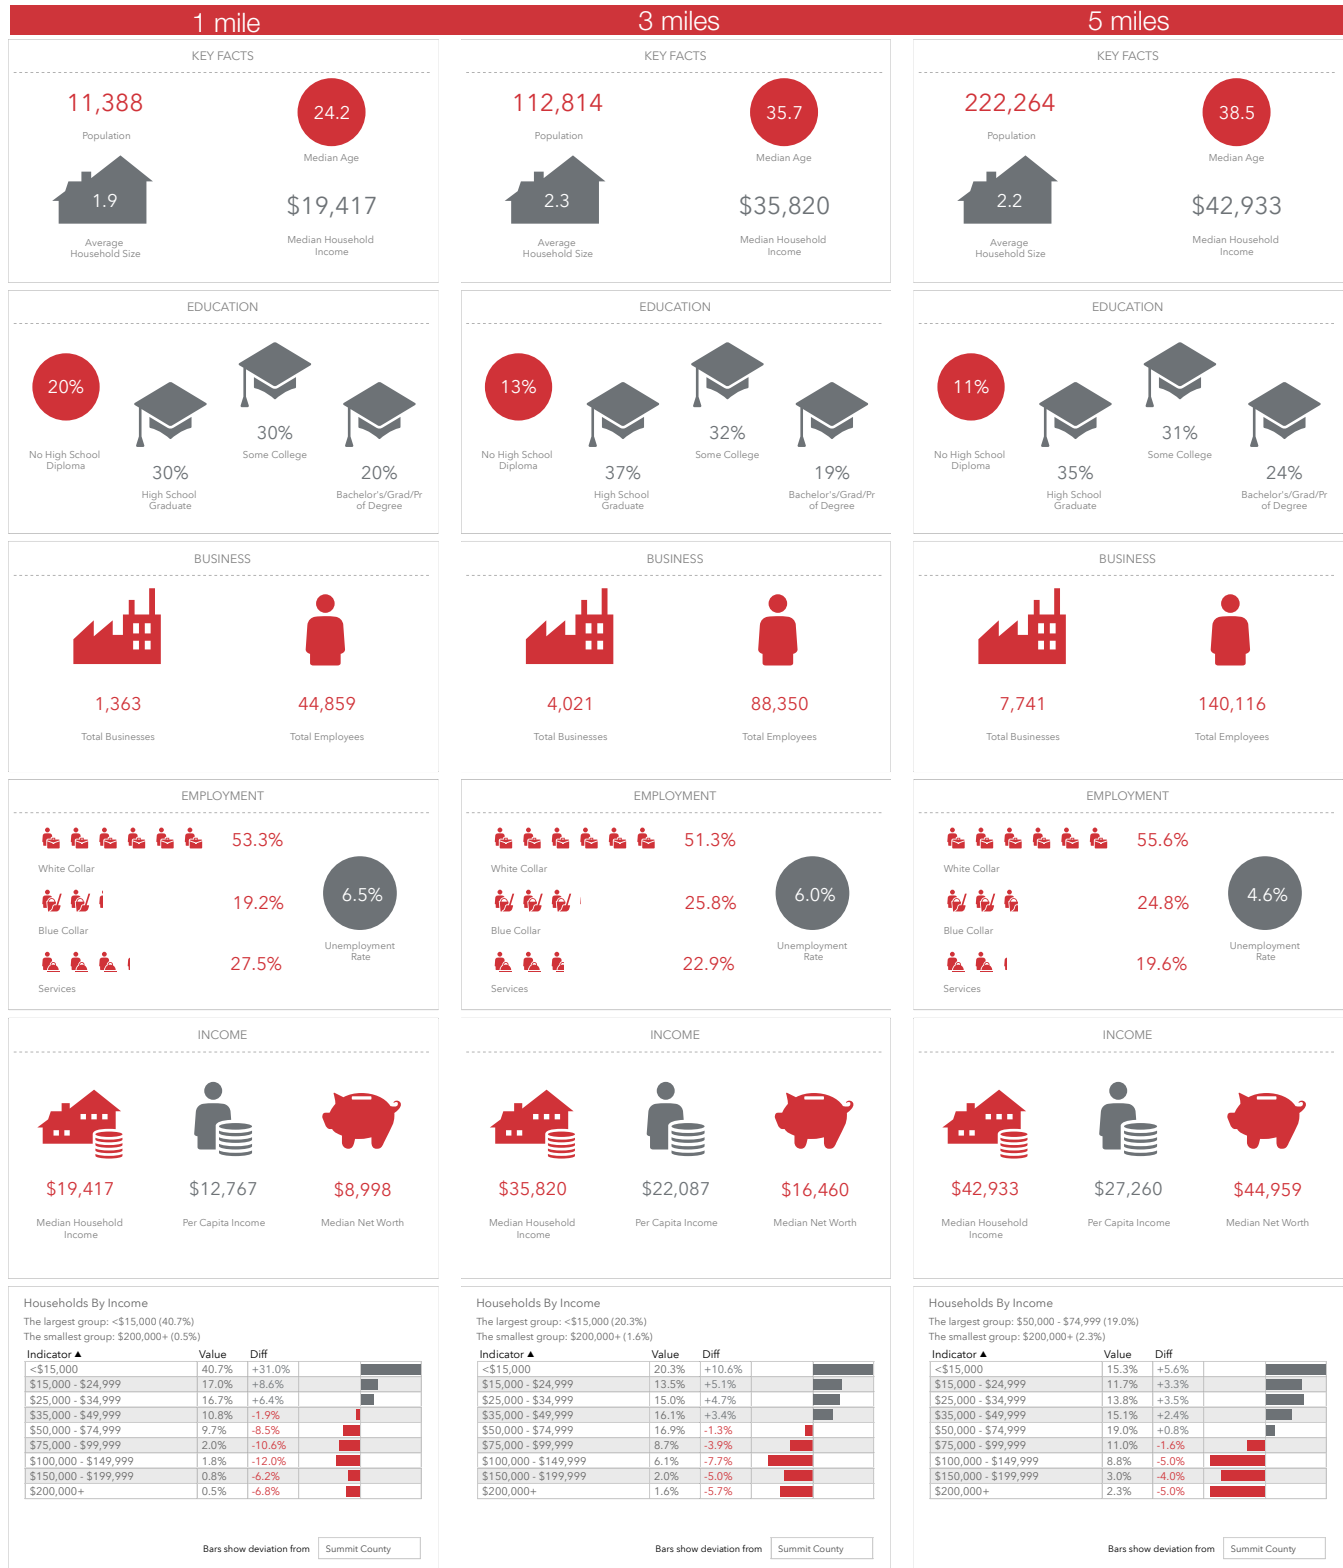 1 mile
KEY FACTS
11,388
Population
24.2
Median Age
1.9
Average
Household Size
$19,417
Median Household
Income
EDUCATION
20%
No High School
Diploma
30%
High School
Graduate
30%
Some College
20%
Bachelor's/Grad/Pr
of Degree
BUSINESS
1,363
Total Businesses
44,859
Total Employees
EMPLOYMENT
53.3%
White Collar
19.2%
Blue Collar
27.5%
Services
6.5%
Unemployment
Rate
INCOME
$19,417
Median Household
Income
$12,767
Per Capita Income
$8,998
Median Net Worth
Households By Income
The largest group: <$15,000 (40.7%)
The smallest group: $200,000+ (0.5%)
Indicator ▲ Value Diff
<$15,000 40.7% +31.0%
$15,000 - $24,999 17.0% +8.6%
$25,000 - $34,999 16.7% +6.4%
$35,000 - $49,999 10.8% -1.9%
$50,000 - $74,999 9.7% -8.5%
$75,000 - $99,999 2.0% -10.6%
$100,000 - $149,999 1.8% -12.0%
$150,000 - $199,999 0.8% -6.2%
$200,000+ 0.5% -6.8%
Bars show deviation from Summit County
3 miles
KEY FACTS
112,814
Population
35.7
Median Age
2.3
Average
Household Size
$35,820
Median Household
Income
EDUCATION
13%
No High School
Diploma
37%
High School
Graduate
32%
Some College
19%
Bachelor's/Grad/Pr
of Degree
BUSINESS
4,021
Total Businesses
88,350
Total Employees
EMPLOYMENT
51.3%
White Collar
25.8%
Blue Collar
22.9%
Services
6.0%
Unemployment
Rate
INCOME
$35,820
Median Household
Income
$22,087
Per Capita Income
$16,460
Median Net Worth
Households By Income
The largest group: <$15,000 (20.3%)
The smallest group: $200,000+ (1.6%)
Indicator ▲ Value Diff
<$15,000 20.3% +10.6%
$15,000 - $24,999 13.5% +5.1%
$25,000 - $34,999 15.0% +4.7%
$35,000 - $49,999 16.1% +3.4%
$50,000 - $74,999 16.9% -1.3%
$75,000 - $99,999 8.7% -3.9%
$100,000 - $149,999 6.1% -7.7%
$150,000 - $199,999 2.0% -5.0%
$200,000+ 1.6% -5.7%
Bars show deviation from Summit County
5 miles
KEY FACTS
222,264
Population
38.5
Median Age
2.2
Average
Household Size
$42,933
Median Household
Income
EDUCATION
11%
No High School
Diploma
35%
High School
Graduate
31%
Some College
24%
Bachelor's/Grad/Pr
of Degree
BUSINESS
7,741
Total Businesses
140,116
Total Employees
EMPLOYMENT
55.6%
White Collar
24.8%
Blue Collar
19.6%
Services
4.6%
Unemployment
Rate
INCOME
$42,933
Median Household
Income
$27,260
Per Capita Income
$44,959
Median Net Worth
Households By Income
The largest group: $50,000 - $74,999 (19.0%)
The smallest group: $200,000+ (2.3%)
Indicator ▲ Value Diff
<$15,000 15.3% +5.6%
$15,000 - $24,999 11.7% +3.3%
$25,000 - $34,999 13.8% +3.5%
$35,000 - $49,999 15.1% +2.4%
$50,000 - $74,999 19.0% +0.8%
$75,000 - $99,999 11.0% -1.6%
$100,000 - $149,999 8.8% -5.0%
$150,000 - $199,999 3.0% -4.0%
$200,000+ 2.3% -5.0%
Bars show deviation from Summit County